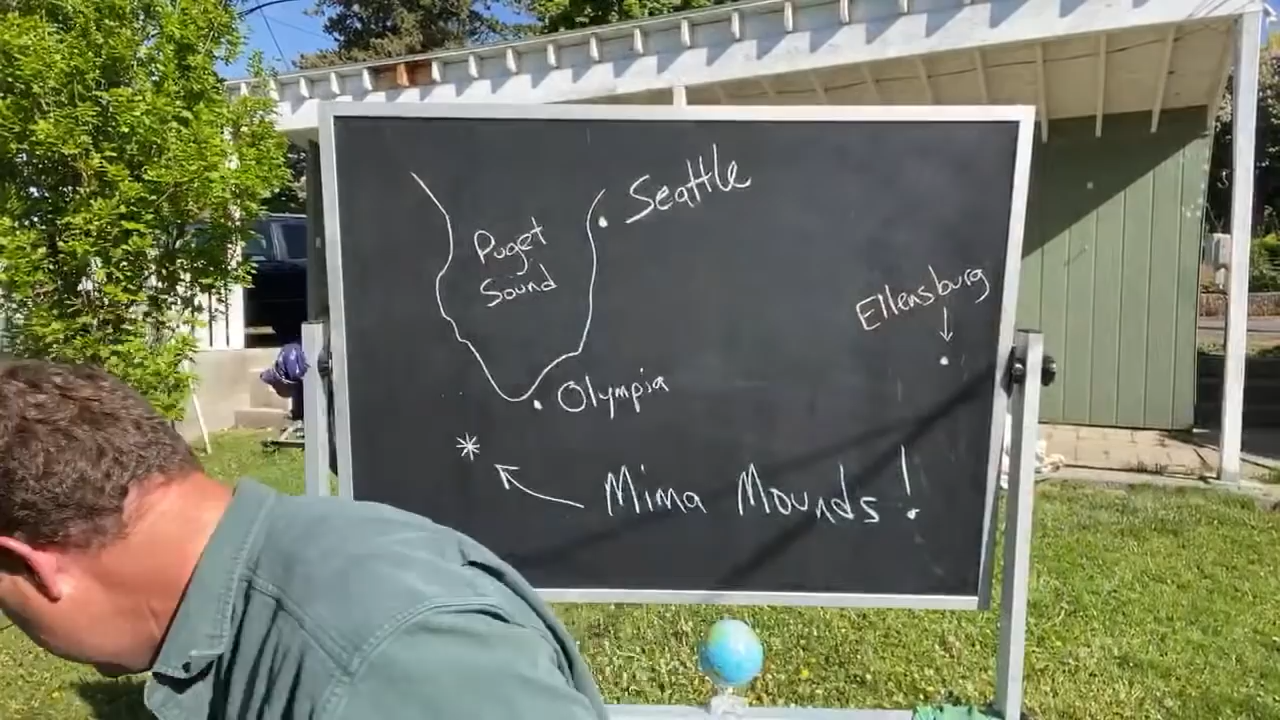 Seattle
Puget
Sound
Ellensburg
Olympia
Mima Mounds!